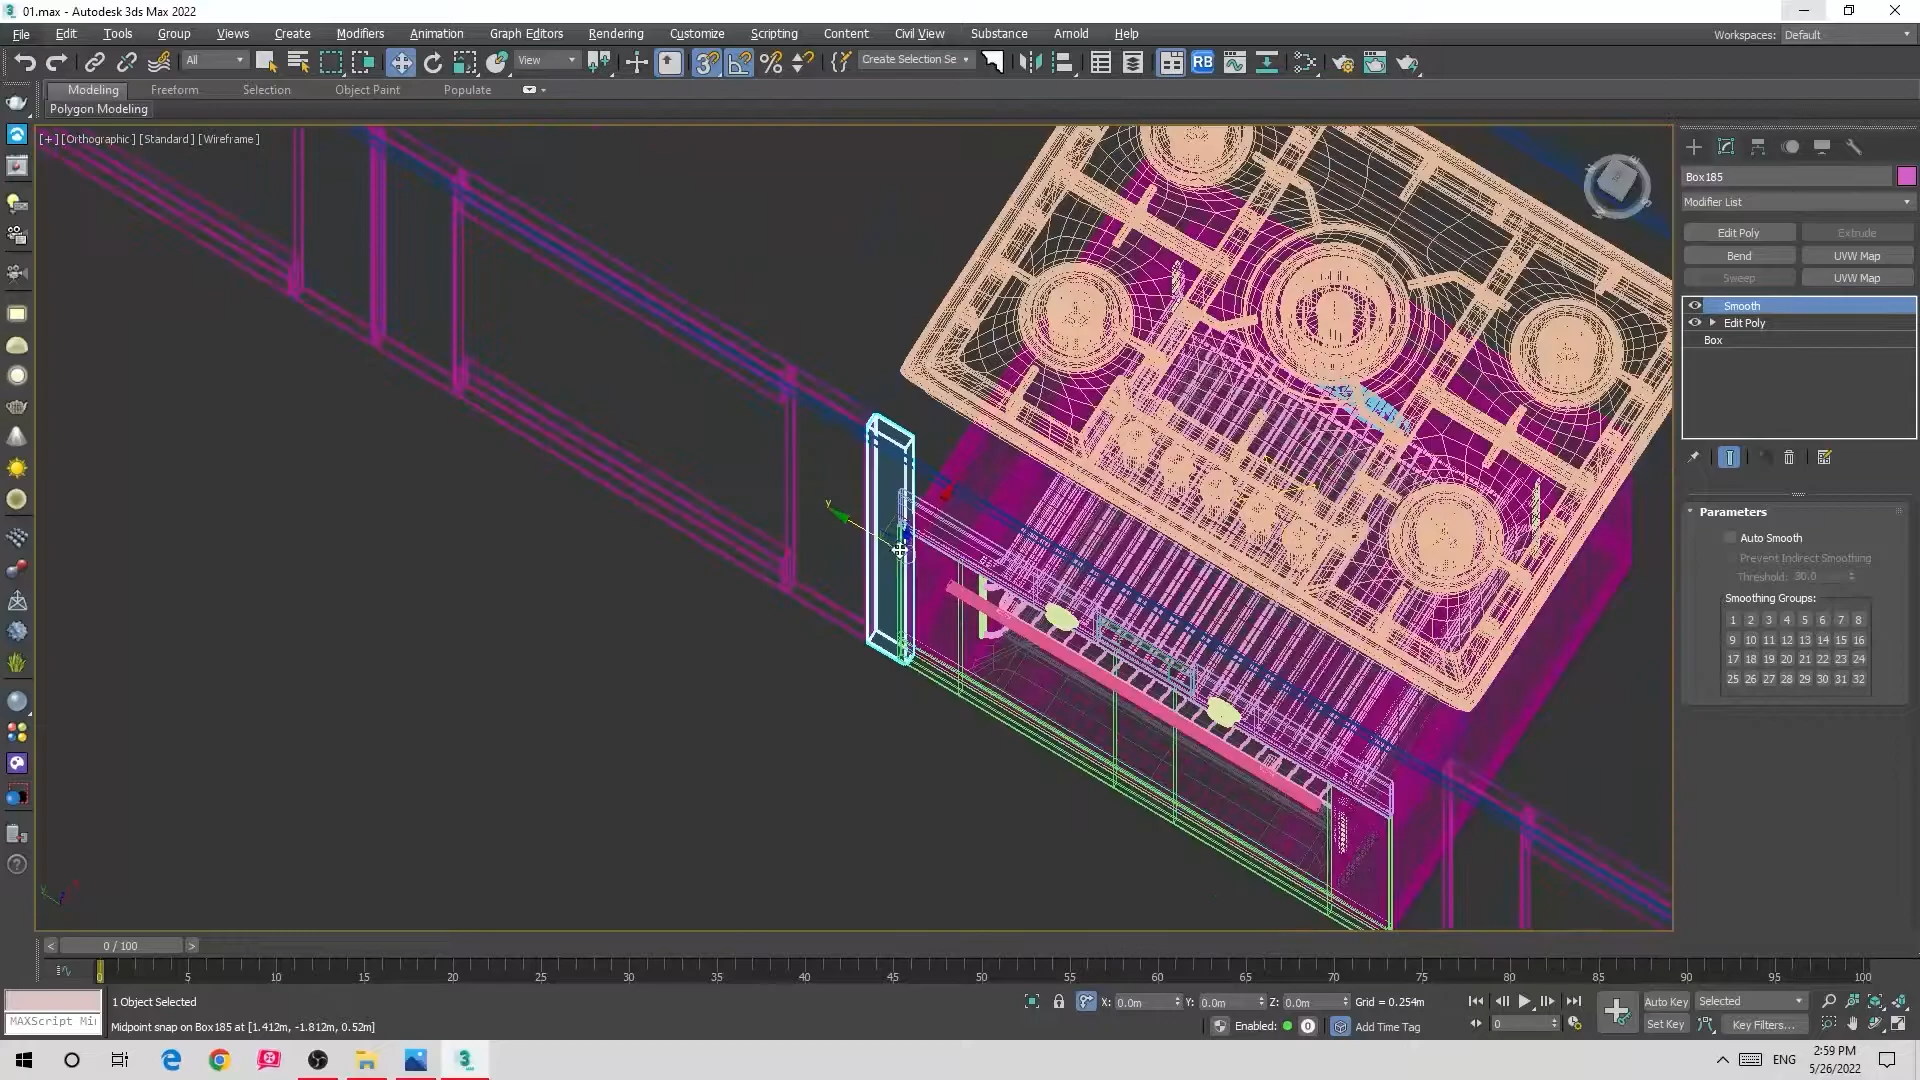 01.max - Autodesk 3ds Max 2022
File Edit Tools Group Views Create Modifiers Animation Graph Editors Rendering Customize Scripting Content Civil View Substance Arnold Help
Workspaces: Default
All View Create Selection Se RB
Modeling Freeform Selection Object Paint Populate
Polygon Modeling
[+] [Orthographic ] [Standard ] [Wireframe ]
Box185
Modifier List
Edit Poly Extrude
Bend UVW Map
Sweep UVW Map
Smooth
Edit Poly
Box
Parameters
Auto Smooth
Prevent Indirect Smoothing
Threshold: 30.0
Smoothing Groups:
1 2 3 4 5 6 7 8
9 10 11 12 13 14 15 16
17 18 19 20 21 22 23 24
25 26 27 28 29 30 31 32
y
< 0 / 100 >
0 5 10 15 20 25 30 35 40 45 50 55 60 65 70 75 80 85 90 95 100
1 Object Selected
X: 0.0m Y: 0.0m Z: 0.0m Grid = 0.254m
Auto Key Selected
MAXScript Mi
Midpoint snap on Box185 at [1.412m, -1.812m, 0.52m]
Enabled: 0 Add Time Tag
0
Set Key Key Filters...
ENG
2:59 PM
5/26/2022